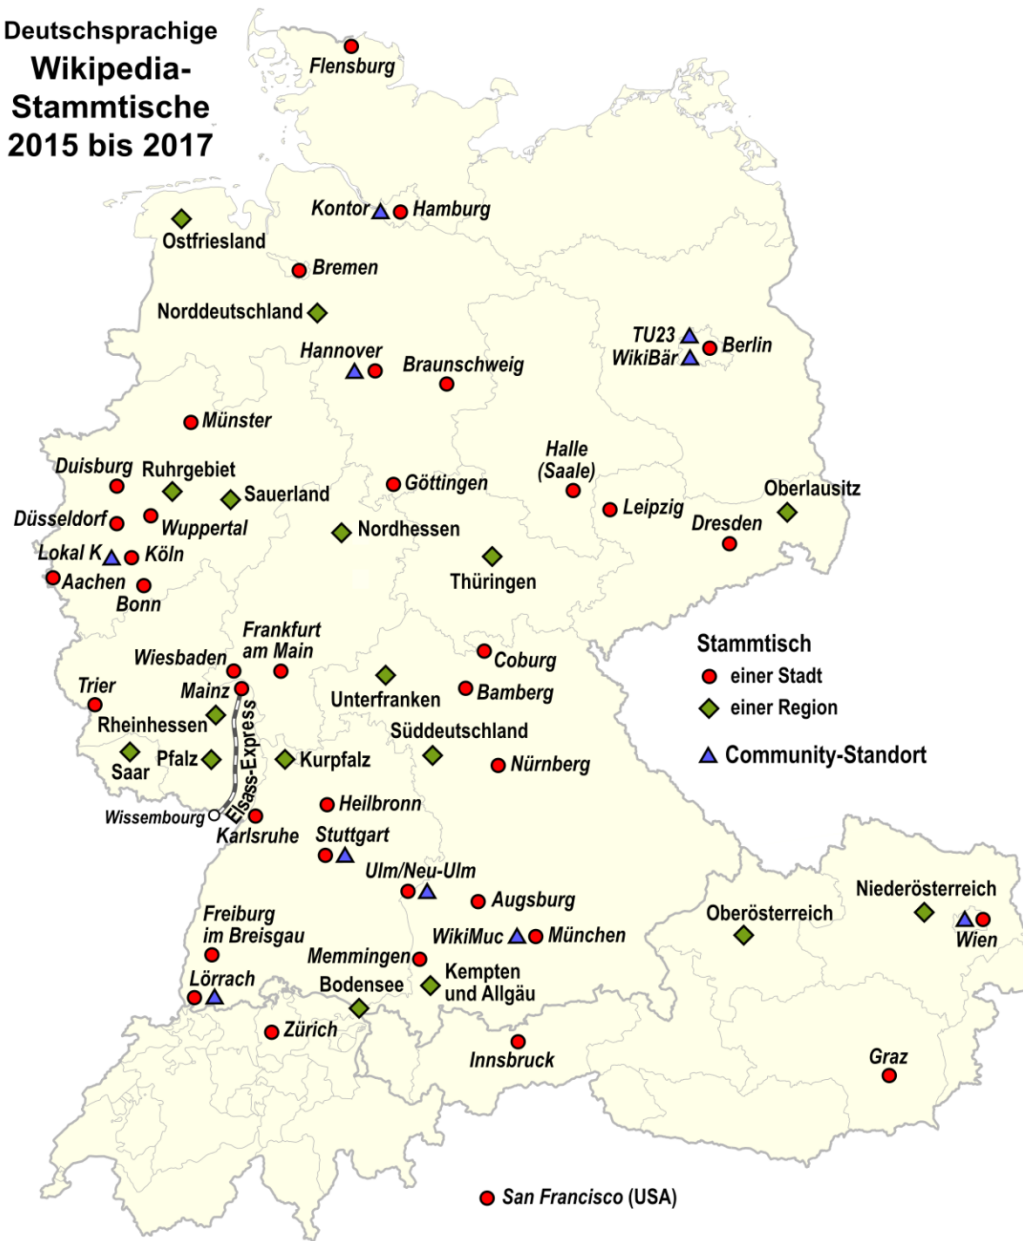 Deutschsprachige
Wikipedia-
Stammtische
2015 bis 2017
Flensburg
Kontor
Hamburg
Ostfriesland
Bremen
Norddeutschland
TU23
WikiBär
Berlin
Hannover
Braunschweig
Münster
Duisburg
Ruhrgebiet
Sauerland
Göttingen
Halle
(Saale)
Leipzig
Oberlausitz
Dresden
Düsseldorf
Wuppertal
Nordhessen
Lokal K
Köln
Thüringen
Aachen
Bonn
Frankfurt
am Main
Wiesbaden
Coburg
Stammtisch
einer Stadt
einer Region
Community-Standort
Trier
Mainz
Unterfranken
Bamberg
Rheinhessen
Elsass-Express
Süddeutschland
Saar
Pfalz
Kurpfalz
Nürnberg
Wissembourg
Karlsruhe
Heilbronn
Stuttgart
Ulm/Neu-Ulm
Augsburg
Oberösterreich
Niederösterreich
Wien
Freiburg
im Breisgau
WikiMuc
München
Memmingen
Lörrach
Bodensee
Kempten
und Allgäu
Zürich
Innsbruck
Graz
San Francisco (USA)